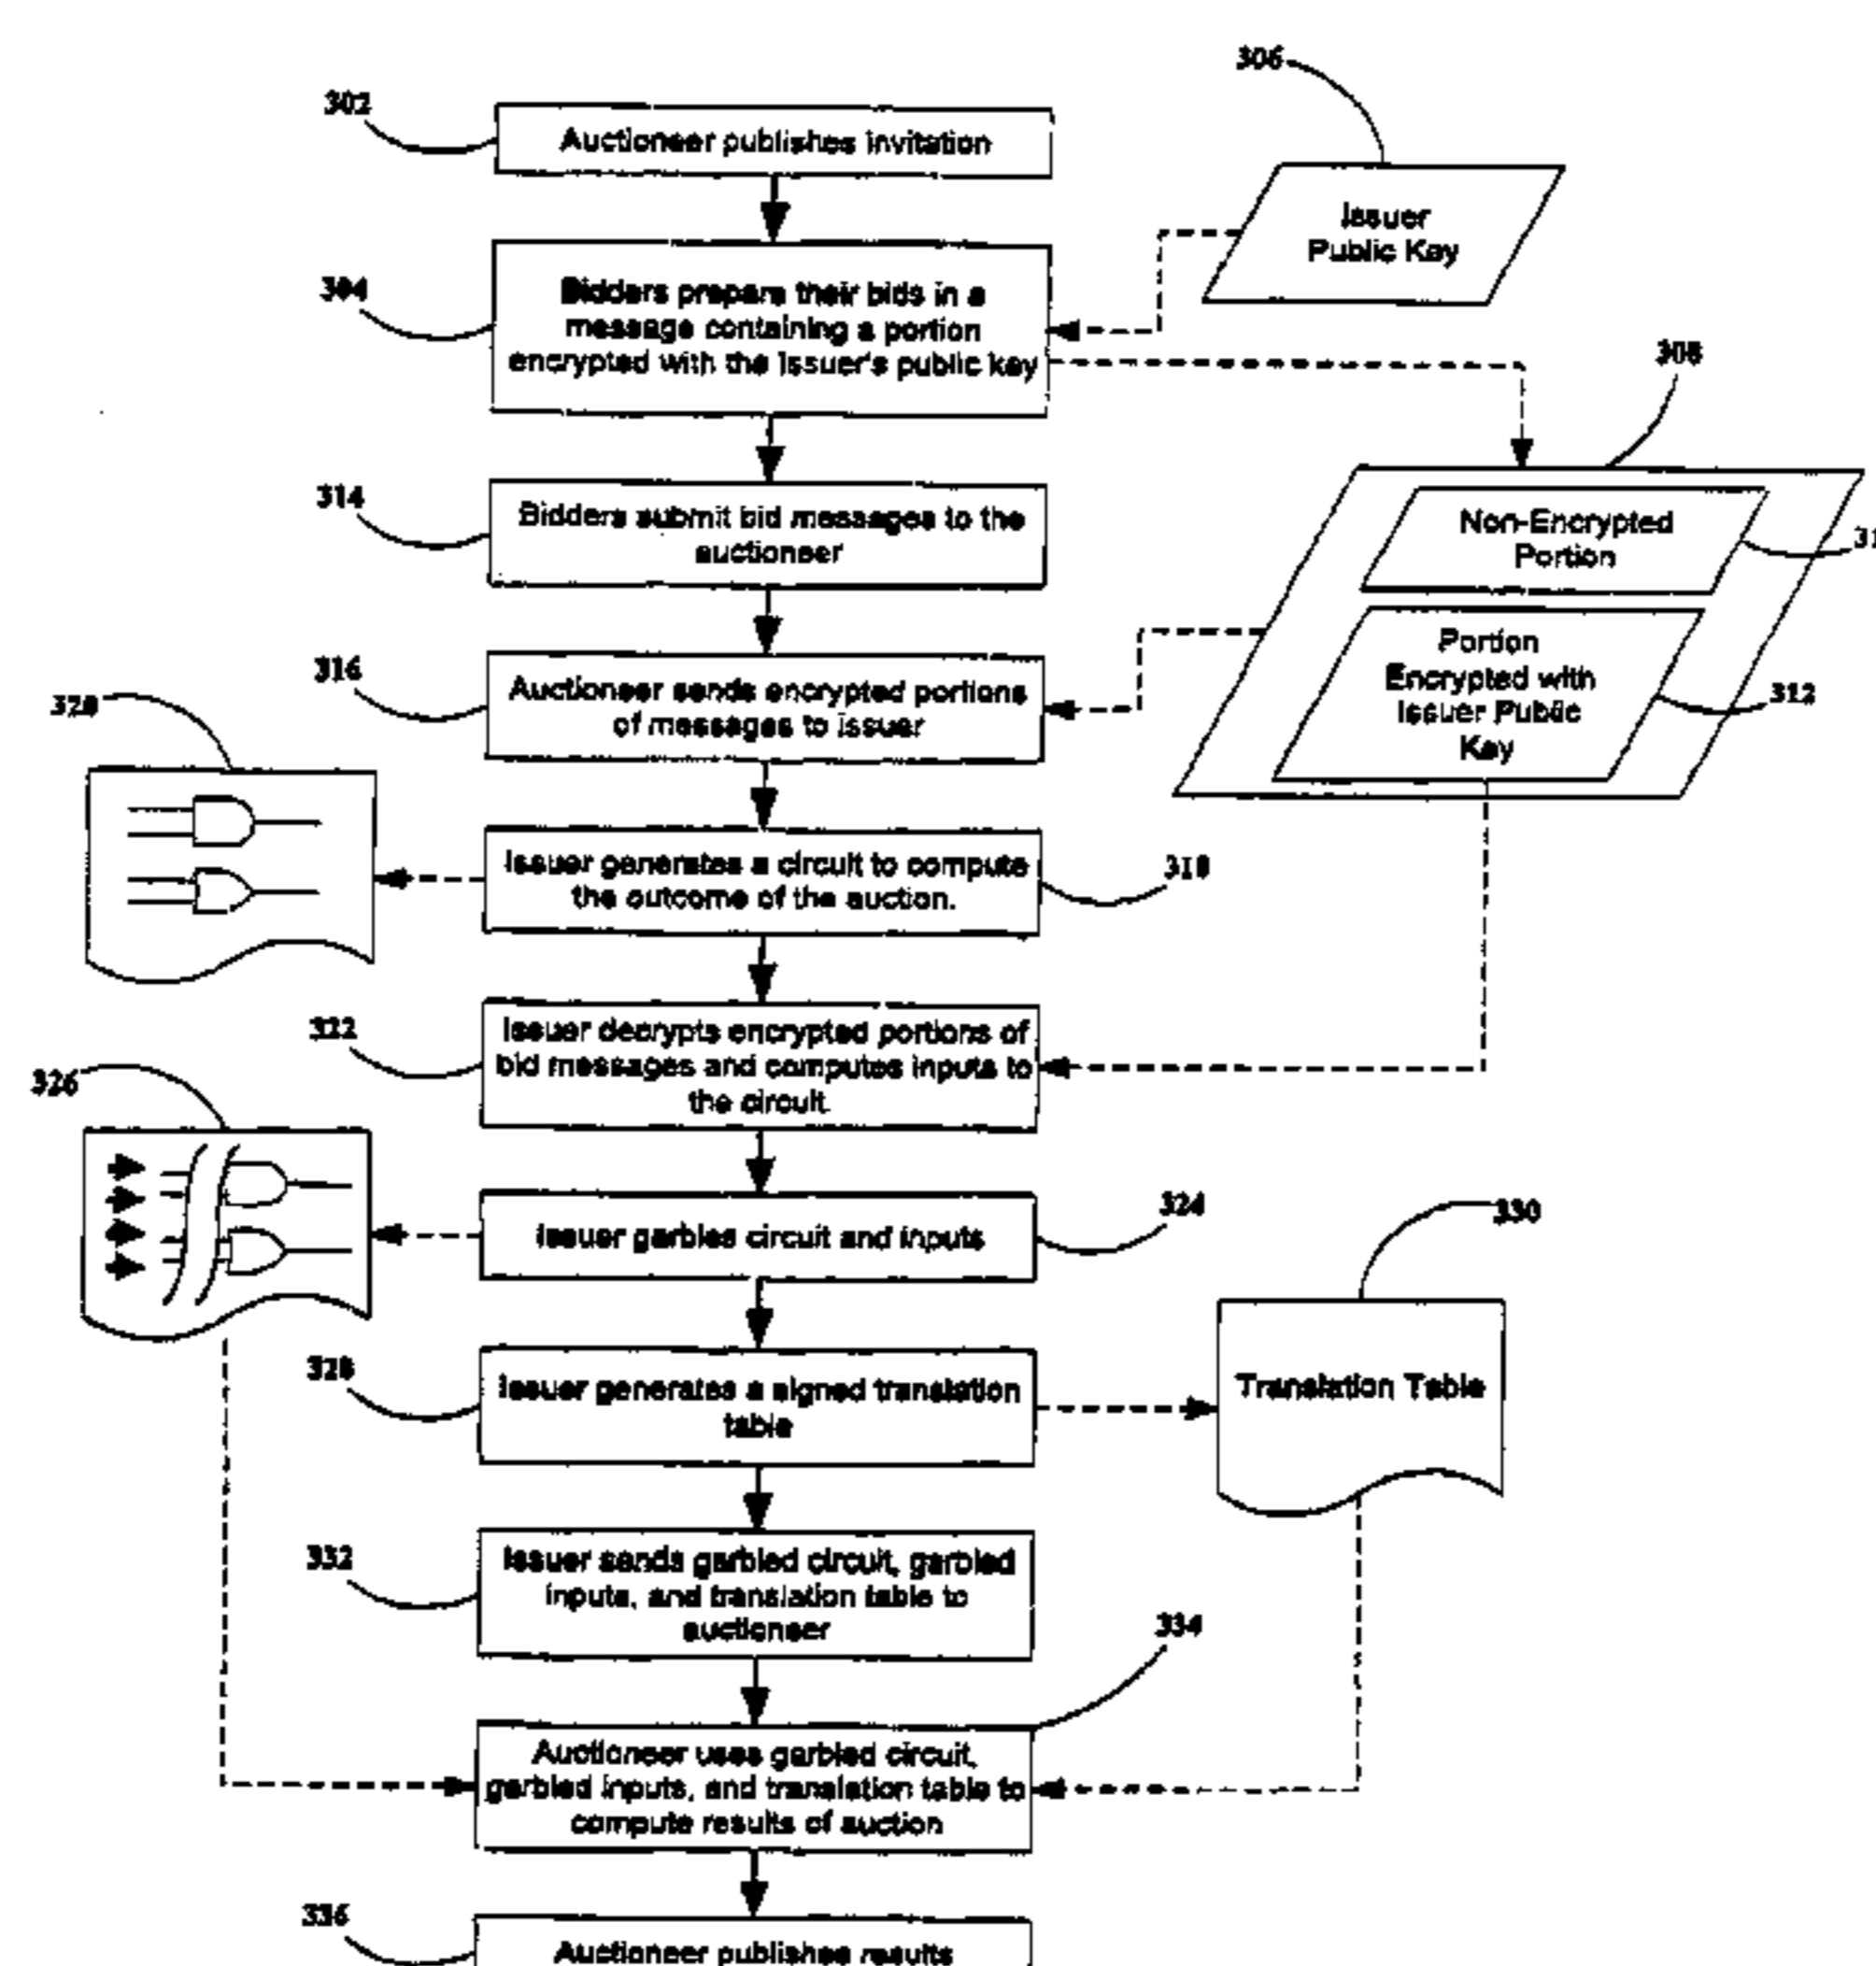 306
302
Auctioneer publishes invitation
Issuer
Public Key
304
Bidders prepare their bids in a
message containing a portion
encrypted with the issuer's public key
308
314
Bidders submit bid messages to the
auctioneer
Non-Encrypted
Portion
316
Auctioneer sends encrypted portions
of messages to issuer
Portion
Encrypted with
Issuer Public
Key
312
320
Issuer generates a circuit to compute
the outcome of the auction.
318
322
Issuer decrypts encrypted portions of
bid messages and computes inputs to
the circuit.
326
Issuer garbles circuit and inputs
324
330
328
Issuer generates a signed translation
table
Translation Table
332
Issuer sends garbled circuit, garbled
inputs, and translation table to
auctioneer
334
Auctioneer uses garbled circuit,
garbled inputs, and translation table to
compute results of auction
336
Auctioneer publishes results